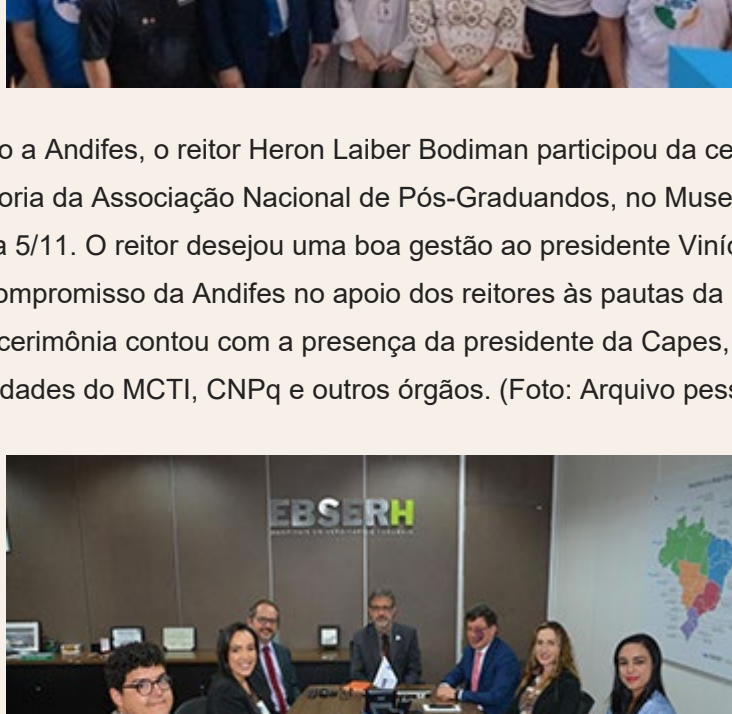 o a Andifes, o reitor Heron Laiber Bodiman participou da ce
oria da Associação Nacional de Pós-Graduandos, no Muse
a 5/11. O reitor desejou uma boa gestão ao presidente Viníc
ompromisso da Andifes no apoio dos reitores às pautas da
cerimônia contou com a presença da presidente da Capes,
dades do MCTI, CNPq e outros órgãos. (Foto: Arquivo pess
EBSERH